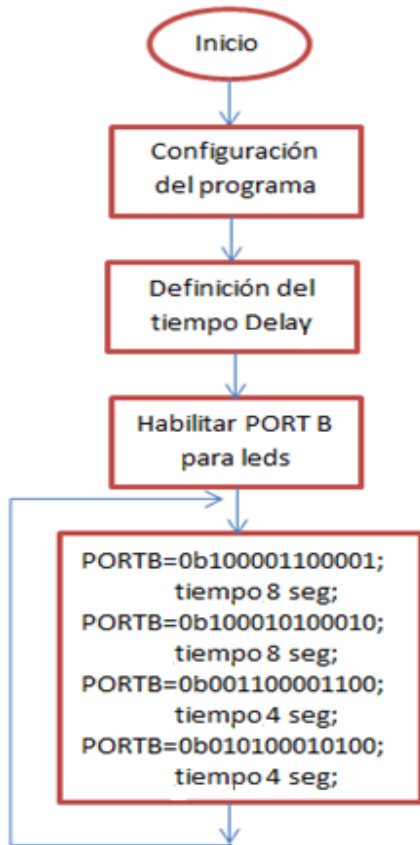 Inicio
Configuración
del programa
Definición del
tiempo Delay
Habilitar PORT B
para leds
PORTB=0b100001100001;
tiempo 8 seg;
PORTB=0b100010100010;
tiempo 8 seg;
PORTB=0b001100001100;
tiempo 4 seg;
PORTB=0b010100010100;
tiempo 4 seg;